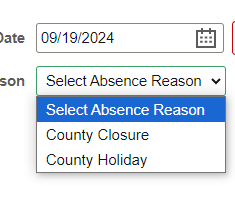 Date 09/19/2024
son Select Absence Reason
Select Absence Reason
County Closure
County Holiday